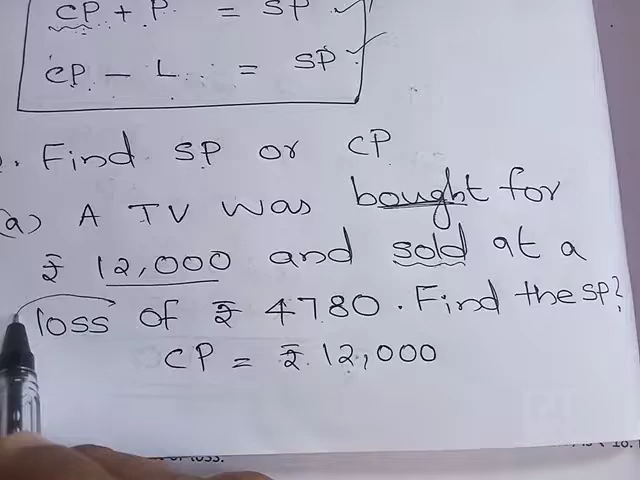 CP + P = SP
CP - L = SP
Find SP or CP
(a) A TV was bought for
₹ 12,000 and sold at a
loss of ₹ 4780. Find the SP?
CP = ₹ 12,000